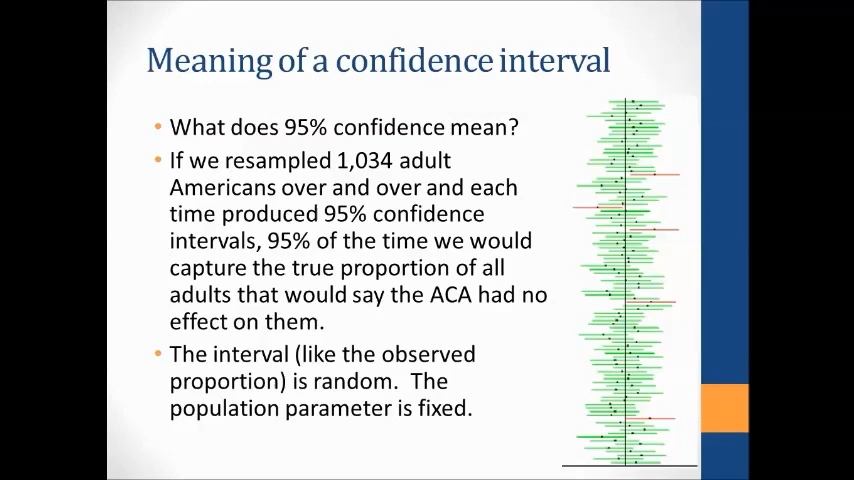 Meaning of a confidence interval
• What does 95% confidence mean?
• If we resampled 1,034 adult
Americans over and over and each
time produced 95% confidence
intervals, 95% of the time we would
capture the true proportion of all
adults that would say the ACA had no
effect on them.
• The interval (like the observed
proportion) is random.  The
population parameter is fixed.